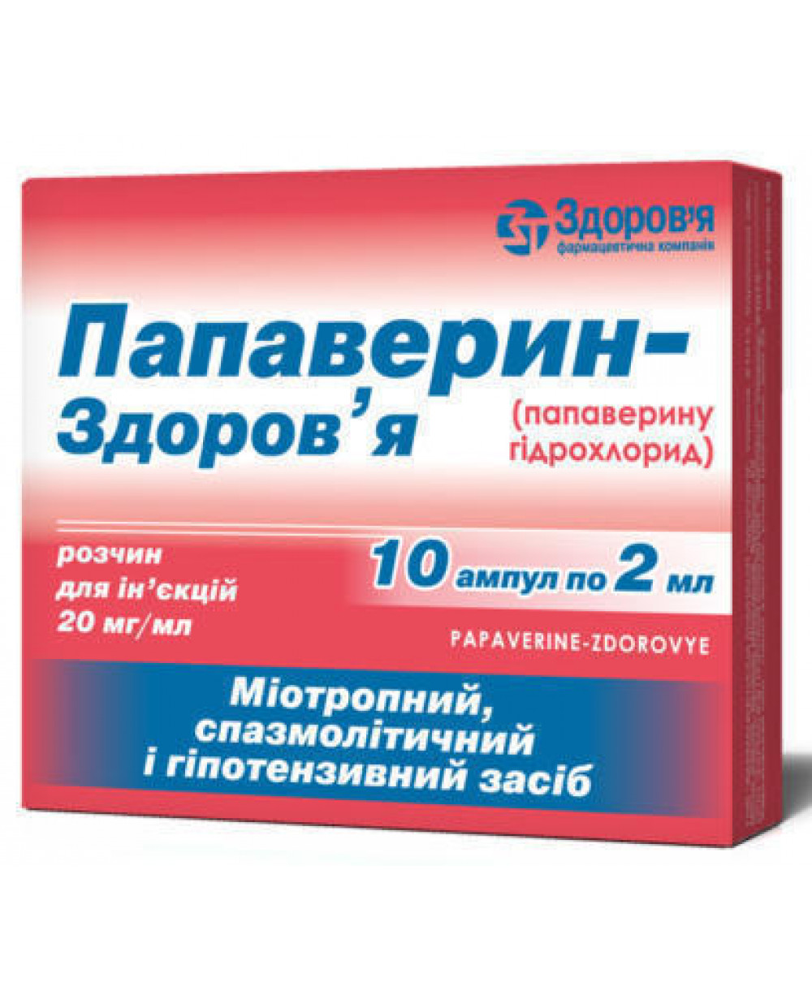 Здоров'я
фармацевтична компанія
Папаверин-
Здоров'я
(папаверину
гідрохлорид)
розчин
для ін'єкцій
20 мг/мл
10 ампул по 2 мл
PAPAVERINE-ZDOROVYE
Міотропний,
спазмолітичний
і гіпотензивний засіб